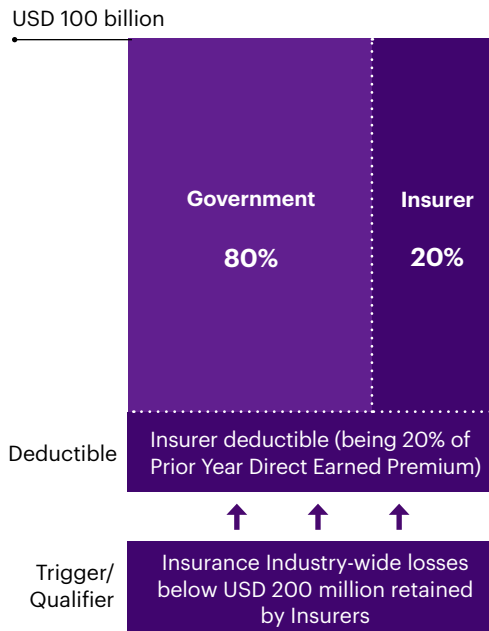 USD 100 billion
Government
Insurer
80%
20%
Deductible
Insurer deductible (being 20% of
Prior Year Direct Earned Premium)
Trigger/
Qualifier
Insurance Industry-wide losses
below USD 200 million retained
by Insurers